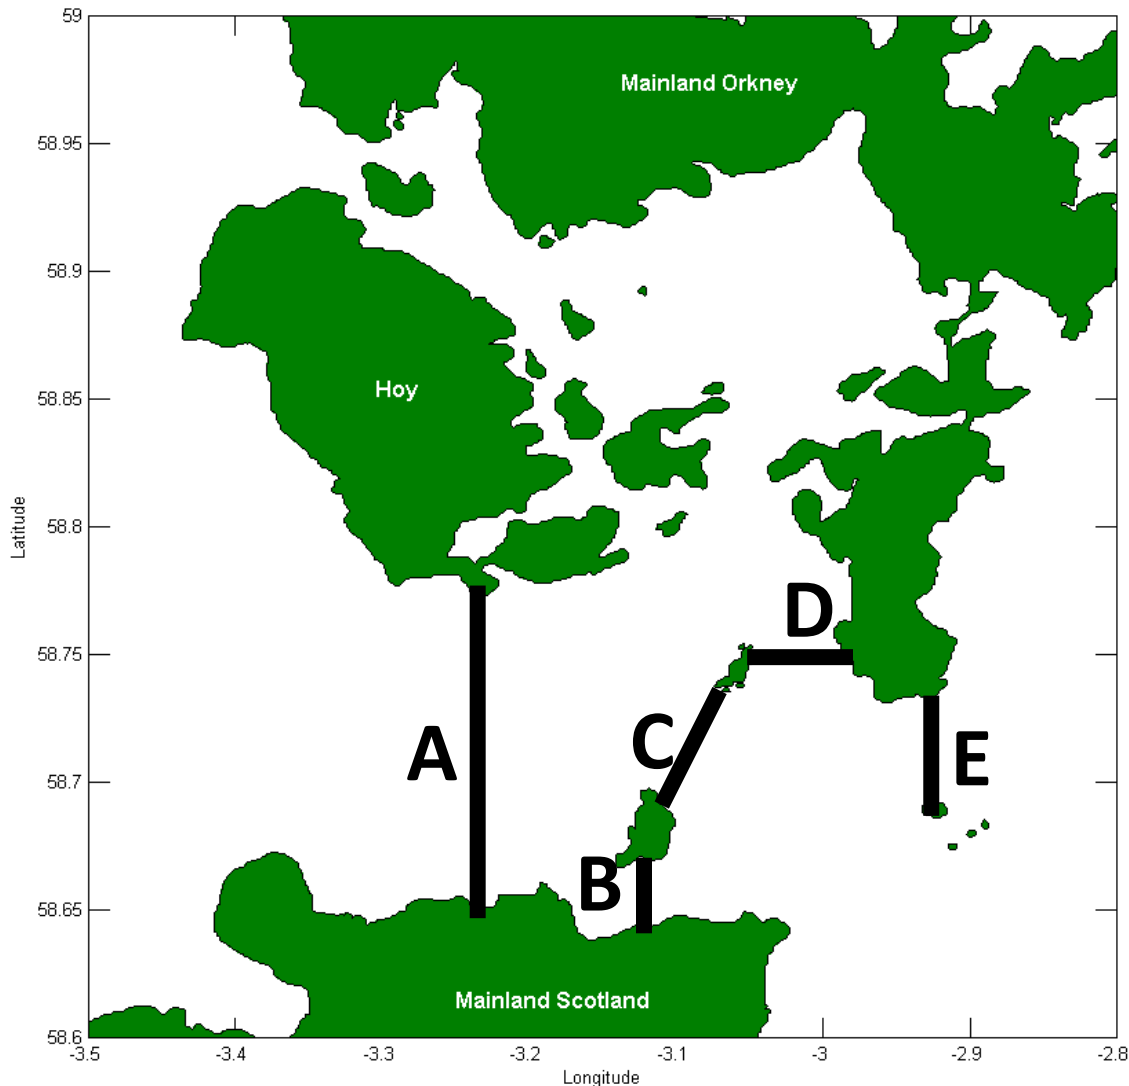 59
Mainland Orkney
58.95
58.9
58.85
Hoy
58.8
Latitude
D
58.75
C
A
E
58.7
B
58.65
Mainland Scotland
58.6
-3.5 -3.4 -3.3 -3.2 -3.1 -3 -2.9 -2.8
Longitude